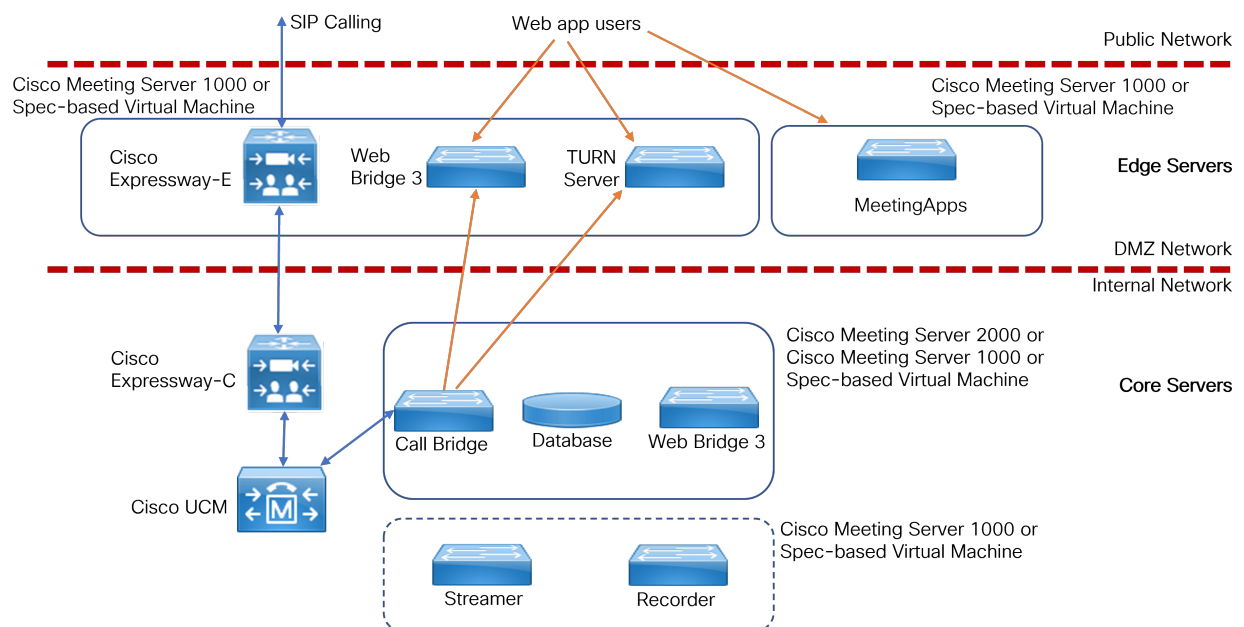 SIP Calling
Web app users
Public Network
Cisco Meeting Server 1000 or
Spec-based Virtual Machine
Cisco Meeting Server 1000 or
Spec-based Virtual Machine
Cisco
Expressway-E
Web
Bridge 3
TURN
Server
MeetingApps
Edge Servers
DMZ Network
Internal Network
Cisco
Expressway-C
Cisco Meeting Server 2000 or
Cisco Meeting Server 1000 or
Spec-based Virtual Machine
Core Servers
Call Bridge
Database
Web Bridge 3
Cisco UCM
M
Cisco Meeting Server 1000 or
Spec-based Virtual Machine
Streamer
Recorder